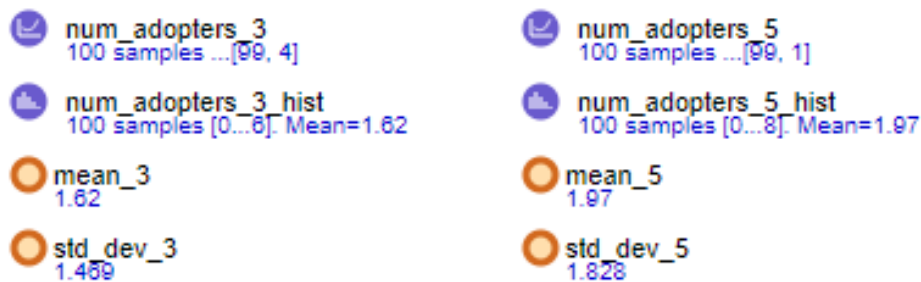 num_adopters_3
100 samples ...[99, 4]
num_adopters_3_hist
100 samples [0...6]. Mean=1.62
mean_3
1.62
std_dev_3
1.469
num_adopters_5
100 samples ...[99, 1]
num_adopters_5_hist
100 samples [0...8]. Mean=1.97
mean_5
1.97
std_dev_5
1.828